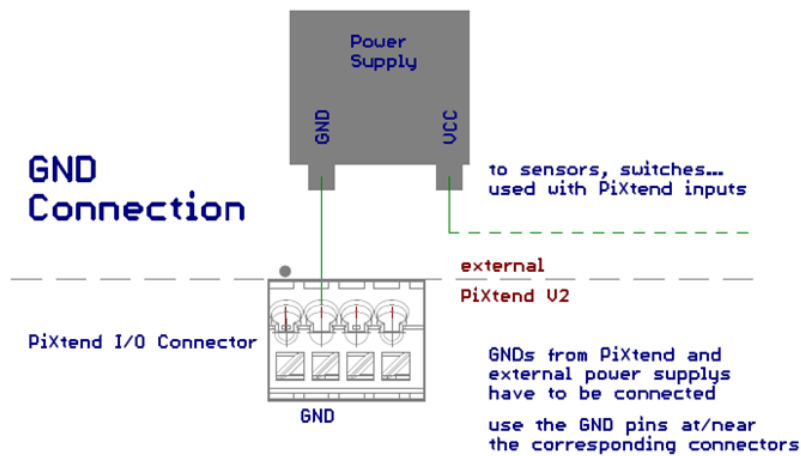 Power
Supply
GND
VCC
GND
Connection
to sensors, switches...
used with PiXtend inputs
external
PiXtend V2
PiXtend I/O Connector
GNDs from PiXtend and
external power supplys
have to be connected
GND
use the GND pins at/near
the corresponding connectors